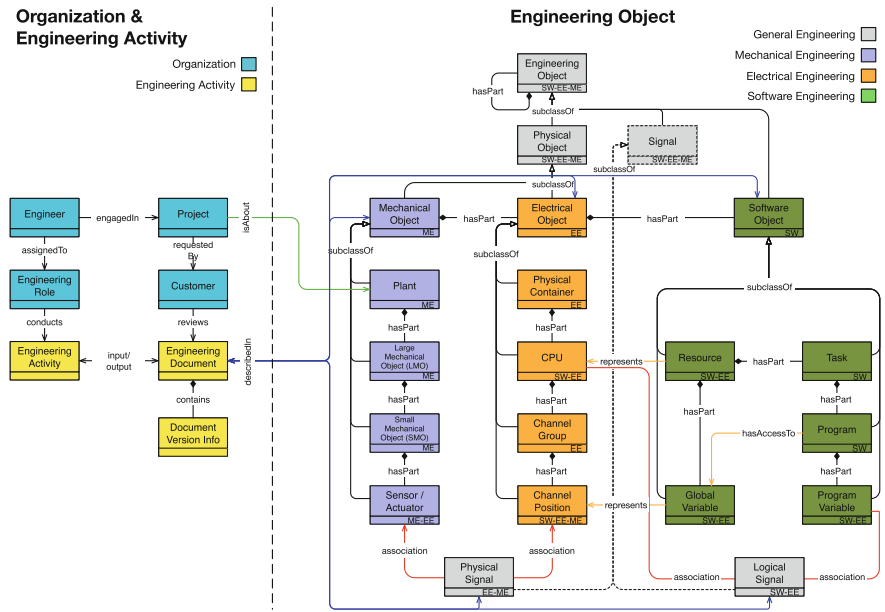 Organization &
Engineering Activity
Organization
Engineering Activity
Engineering Object
General Engineering
Mechanical Engineering
Electrical Engineering
Software Engineering
Engineering
Object
SW-EE-ME
hasPart
subclassOf
Physical
Object
SW-EE-ME
Signal
SW-EE-ME
subclassOf
subclassOf
Engineer
engagedIn
Project
isAbout
Mechanical
Object
ME
hasPart
Electrical
Object
EE
hasPart
Software
Object
SW
assignedTo
requested
By
subclassOf
subclassOf
subclassOf
Engineering
Role
Customer
Plant
ME
Physical
Container
EE
conducts
reviews
hasPart
hasPart
Engineering
Activity
input/
output
Engineering
Document
describedIn
Large
Mechanical
Object (LMO)
ME
CPU
SW-EE
represents
Resource
SW-EE
hasPart
Task
SW
contains
hasPart
hasPart
hasPart
hasPart
Document
Version Info
Small
Mechanical
Object (SMO)
ME
Channel
Group
EE
hasAccessTo
Program
SW
hasPart
hasPart
hasPart
Sensor /
Actuator
ME-EE
Channel
Position
SW-EE-ME
represents
Global
Variable
SW-EE
Program
Variable
SW-EE
association
association
Physical
Signal
EE-ME
association
Logical
Signal
SW-EE
association